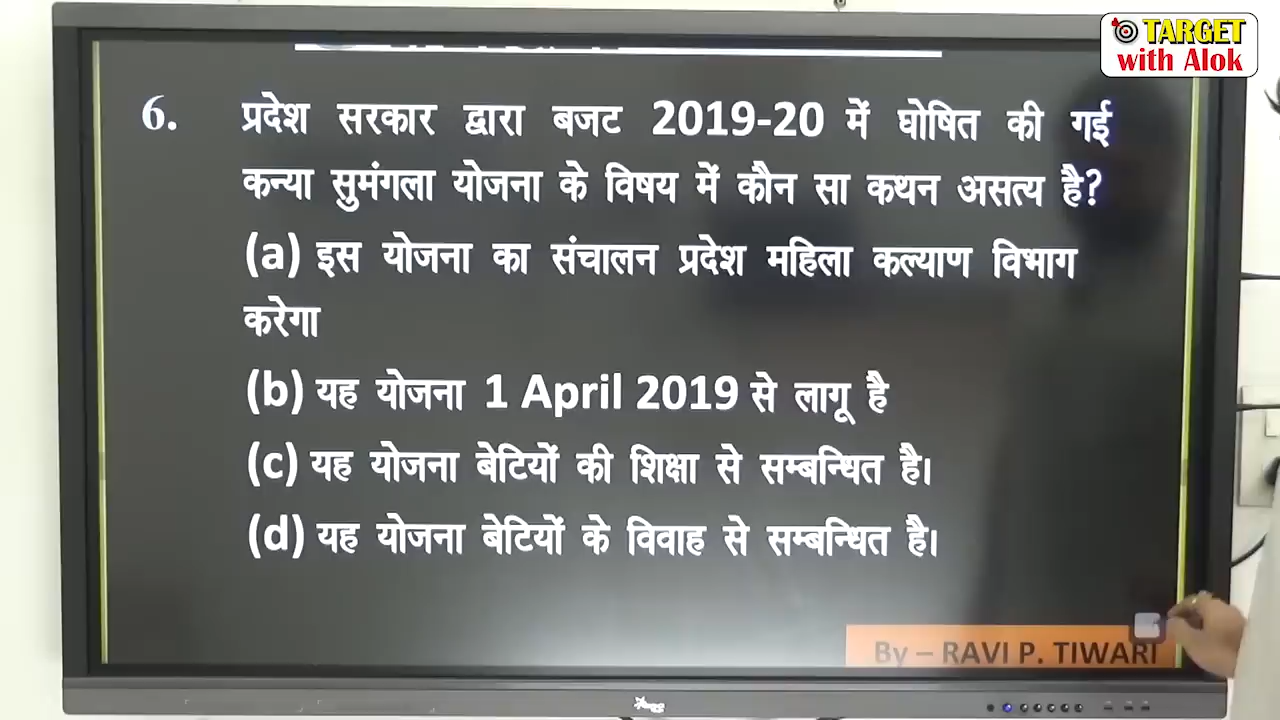 TARGET
with Alok
6. प्रदेश सरकार द्वारा बजट 2019-20 में घोषित की गई
कन्या सुमंगला योजना के विषय में कौन सा कथन असत्य है?
(a) इस योजना का संचालन प्रदेश महिला कल्याण विभाग
करेगा
(b) यह योजना 1 April 2019 से लागू है
(c) यह योजना बेटियों की शिक्षा से सम्बन्धित है।
(d) यह योजना बेटियों के विवाह से सम्बन्धित है।
By – RAVI P. TIWARI